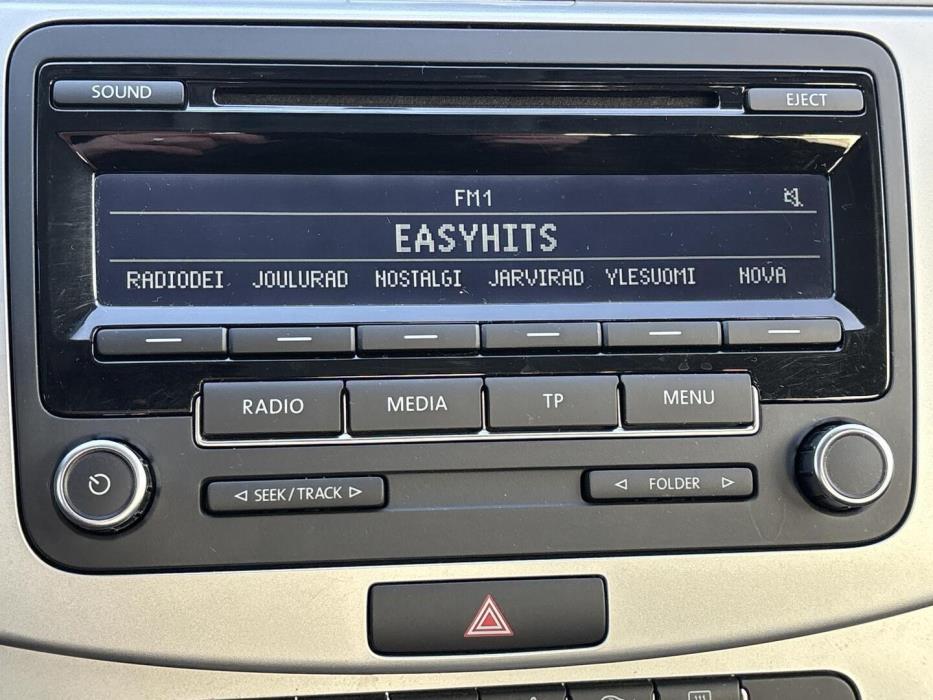 SOUND EJECT
FM1
EASYHITS
RADIODEI JOULURAD NOSTALGI JARVIRAD YLESUOMI NOVA
RADIO MEDIA TP MENU
SEEK/TRACK FOLDER